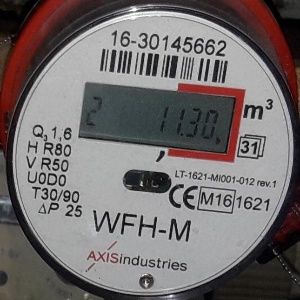 16-30145662
2 11.30
m³
Q₃ 1,6
H R80
V R50
U0D0
T30/90
△P 25
31
LT-1621-MI001-012 rev.1
CE M16 1621
WFH-M
AXISindustries